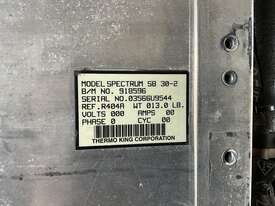 MODEL SPECTRUM SB 30-2
B/M NO. 918596
SERIAL NO.03566U9544
REF.R404A WT 013.0 LB.
VOLTS 000 AMPS 00
PHASE 0 CYC 00
THERMO KING CORPORATION